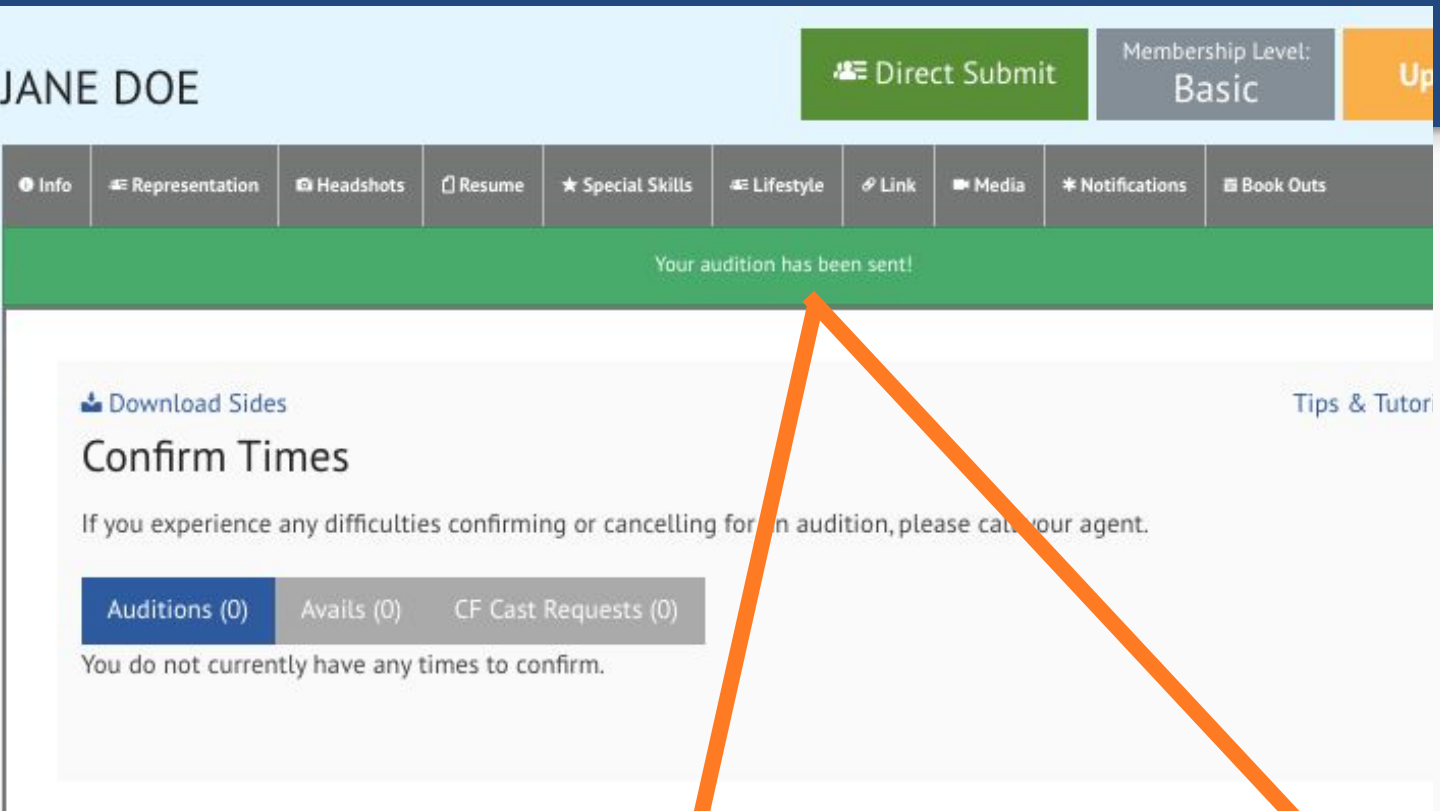 JANE DOE
Direct Submit
Membership Level:
Basic
Up
Info
Representation
Headshots
Resume
Special Skills
Lifestyle
Link
Media
Notifications
Book Outs
Your audition has been sent!
Download Sides
Tips & Tutori
Confirm Times
If you experience any difficulties confirming or cancelling for an audition, please call your agent.
Auditions (0)
Avails (0)
CF Cast Requests (0)
You do not currently have any times to confirm.